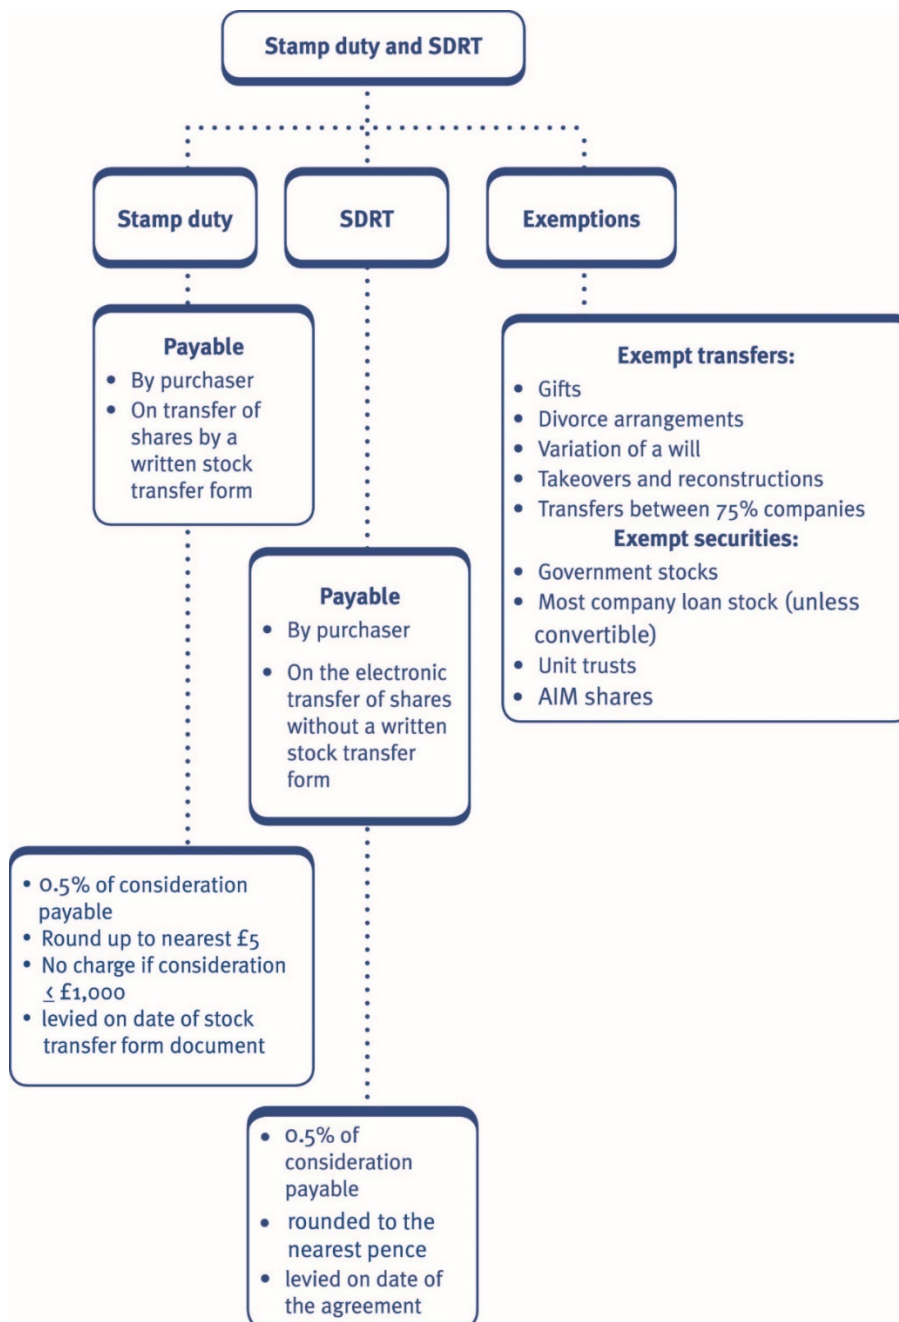 Stamp duty and SDRT
Stamp duty
SDRT
Exemptions
Payable
• By purchaser
• On transfer of
shares by a
written stock
transfer form
Exempt transfers:
• Gifts
• Divorce arrangements
• Variation of a will
• Takeovers and reconstructions
• Transfers between 75% companies
Exempt securities:
• Government stocks
• Most company loan stock (unless
convertible)
• Unit trusts
• AIM shares
Payable
• By purchaser
• On the electronic
transfer of shares
without a written
stock transfer
form
• 0.5% of consideration
payable
• Round up to nearest £5
• No charge if consideration
≤ £1,000
• levied on date of stock
transfer form document
• 0.5% of
consideration
payable
• rounded to the
nearest pence
• levied on date of
the agreement